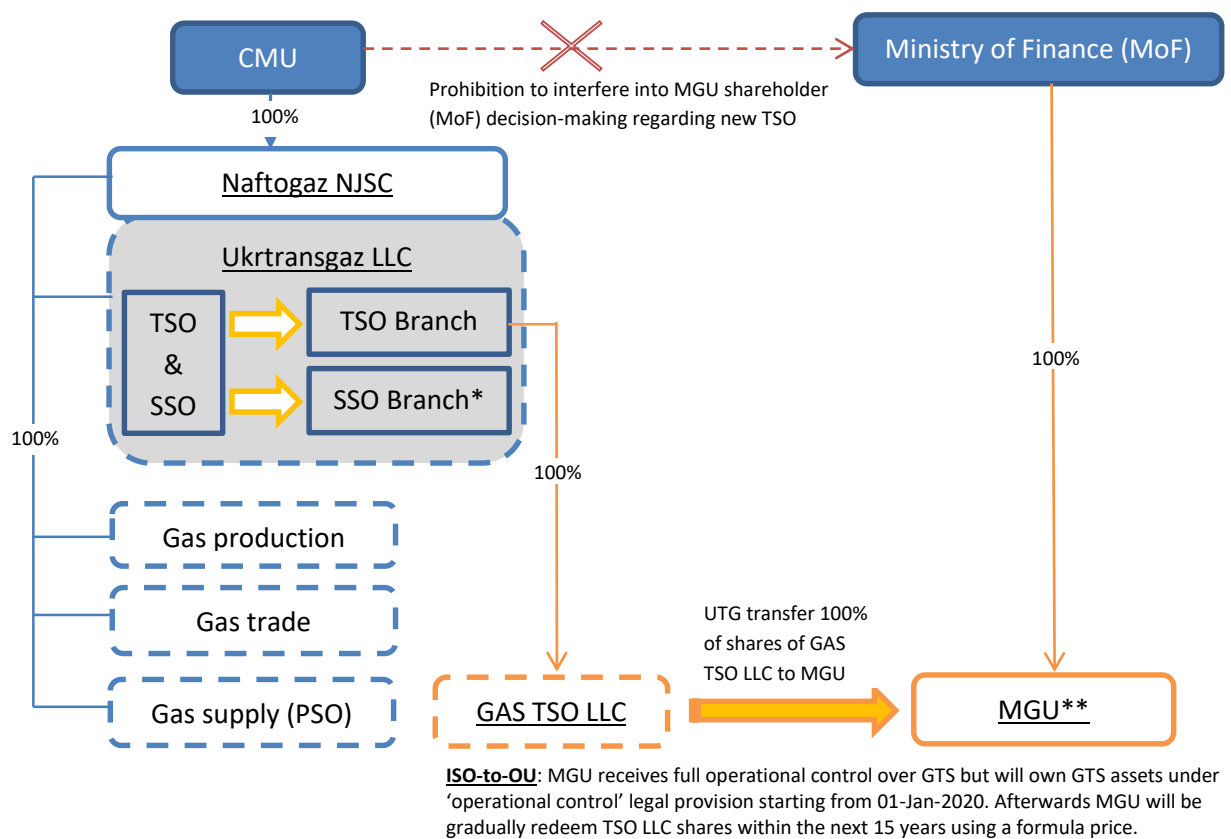 CMU
Ministry of Finance (MoF)
Prohibition to interfere into MGU shareholder
(MoF) decision-making regarding new TSO
100%
Naftogaz NJSC
Ukrtransgaz LLC
TSO
&
SSO
TSO Branch
SSO Branch*
100%
100%
100%
Gas production
Gas trade
Gas supply (PSO)
UTG transfer 100%
of shares of GAS
TSO LLC to MGU
GAS TSO LLC
MGU**
ISO-to-OU: MGU receives full operational control over GTS but will own GTS assets under
‘operational control’ legal provision starting from 01-Jan-2020. Afterwards MGU will be
gradually redeem TSO LLC shares within the next 15 years using a formula price.